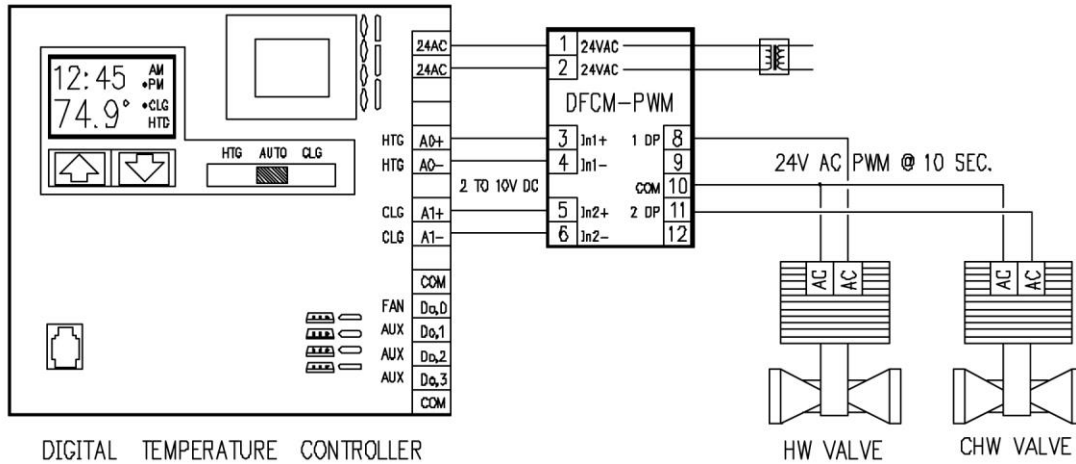 12:45 AM
•PM
74.9° •CLG
HTG
HTG AUTO CLG
24AC
24AC
HTG A0+
HTG A0-
CLG A1+
CLG A1-
COM
FAN Do,0
AUX Do,1
AUX Do,2
AUX Do,3
COM
2 TO 10V DC
1 24VAC
2 24VAC
DFCM-PWM
3 In1+ 1 DP 8
4 In1- 9
COM 10
5 In2+ 2 DP 11
6 In2- 12
24V AC PWM @ 10 SEC.
AC AC
AC AC
DIGITAL TEMPERATURE CONTROLLER
HW VALVE
CHW VALVE